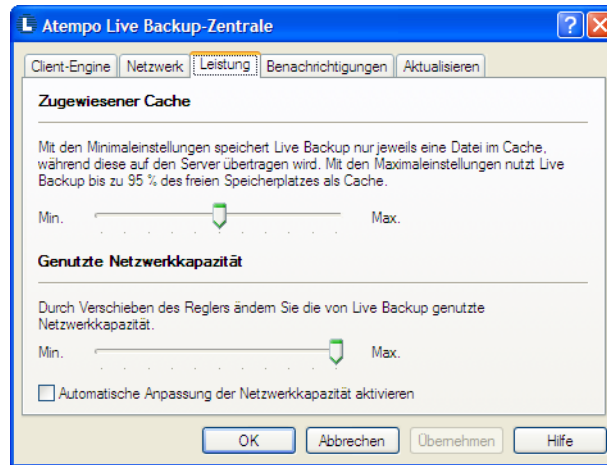 Atempo Live Backup-Zentrale
Client-Engine Netzwerk Leistung Benachrichtigungen Aktualisieren
Zugewiesener Cache
Mit den Minimaleinstellungen speichert Live Backup nur jeweils eine Datei im Cache,
während diese auf den Server übertragen wird. Mit den Maximaleinstellungen nutzt Live
Backup bis zu 95 % des freien Speicherplatzes als Cache.
Min. Max.
Genutzte Netzwerkkapazität
Durch Verschieben des Reglers ändern Sie die von Live Backup genutzte
Netzwerkkapazität.
Min. Max.
Automatische Anpassung der Netzwerkkapazität aktivieren
OK Abbrechen Übernehmen Hilfe